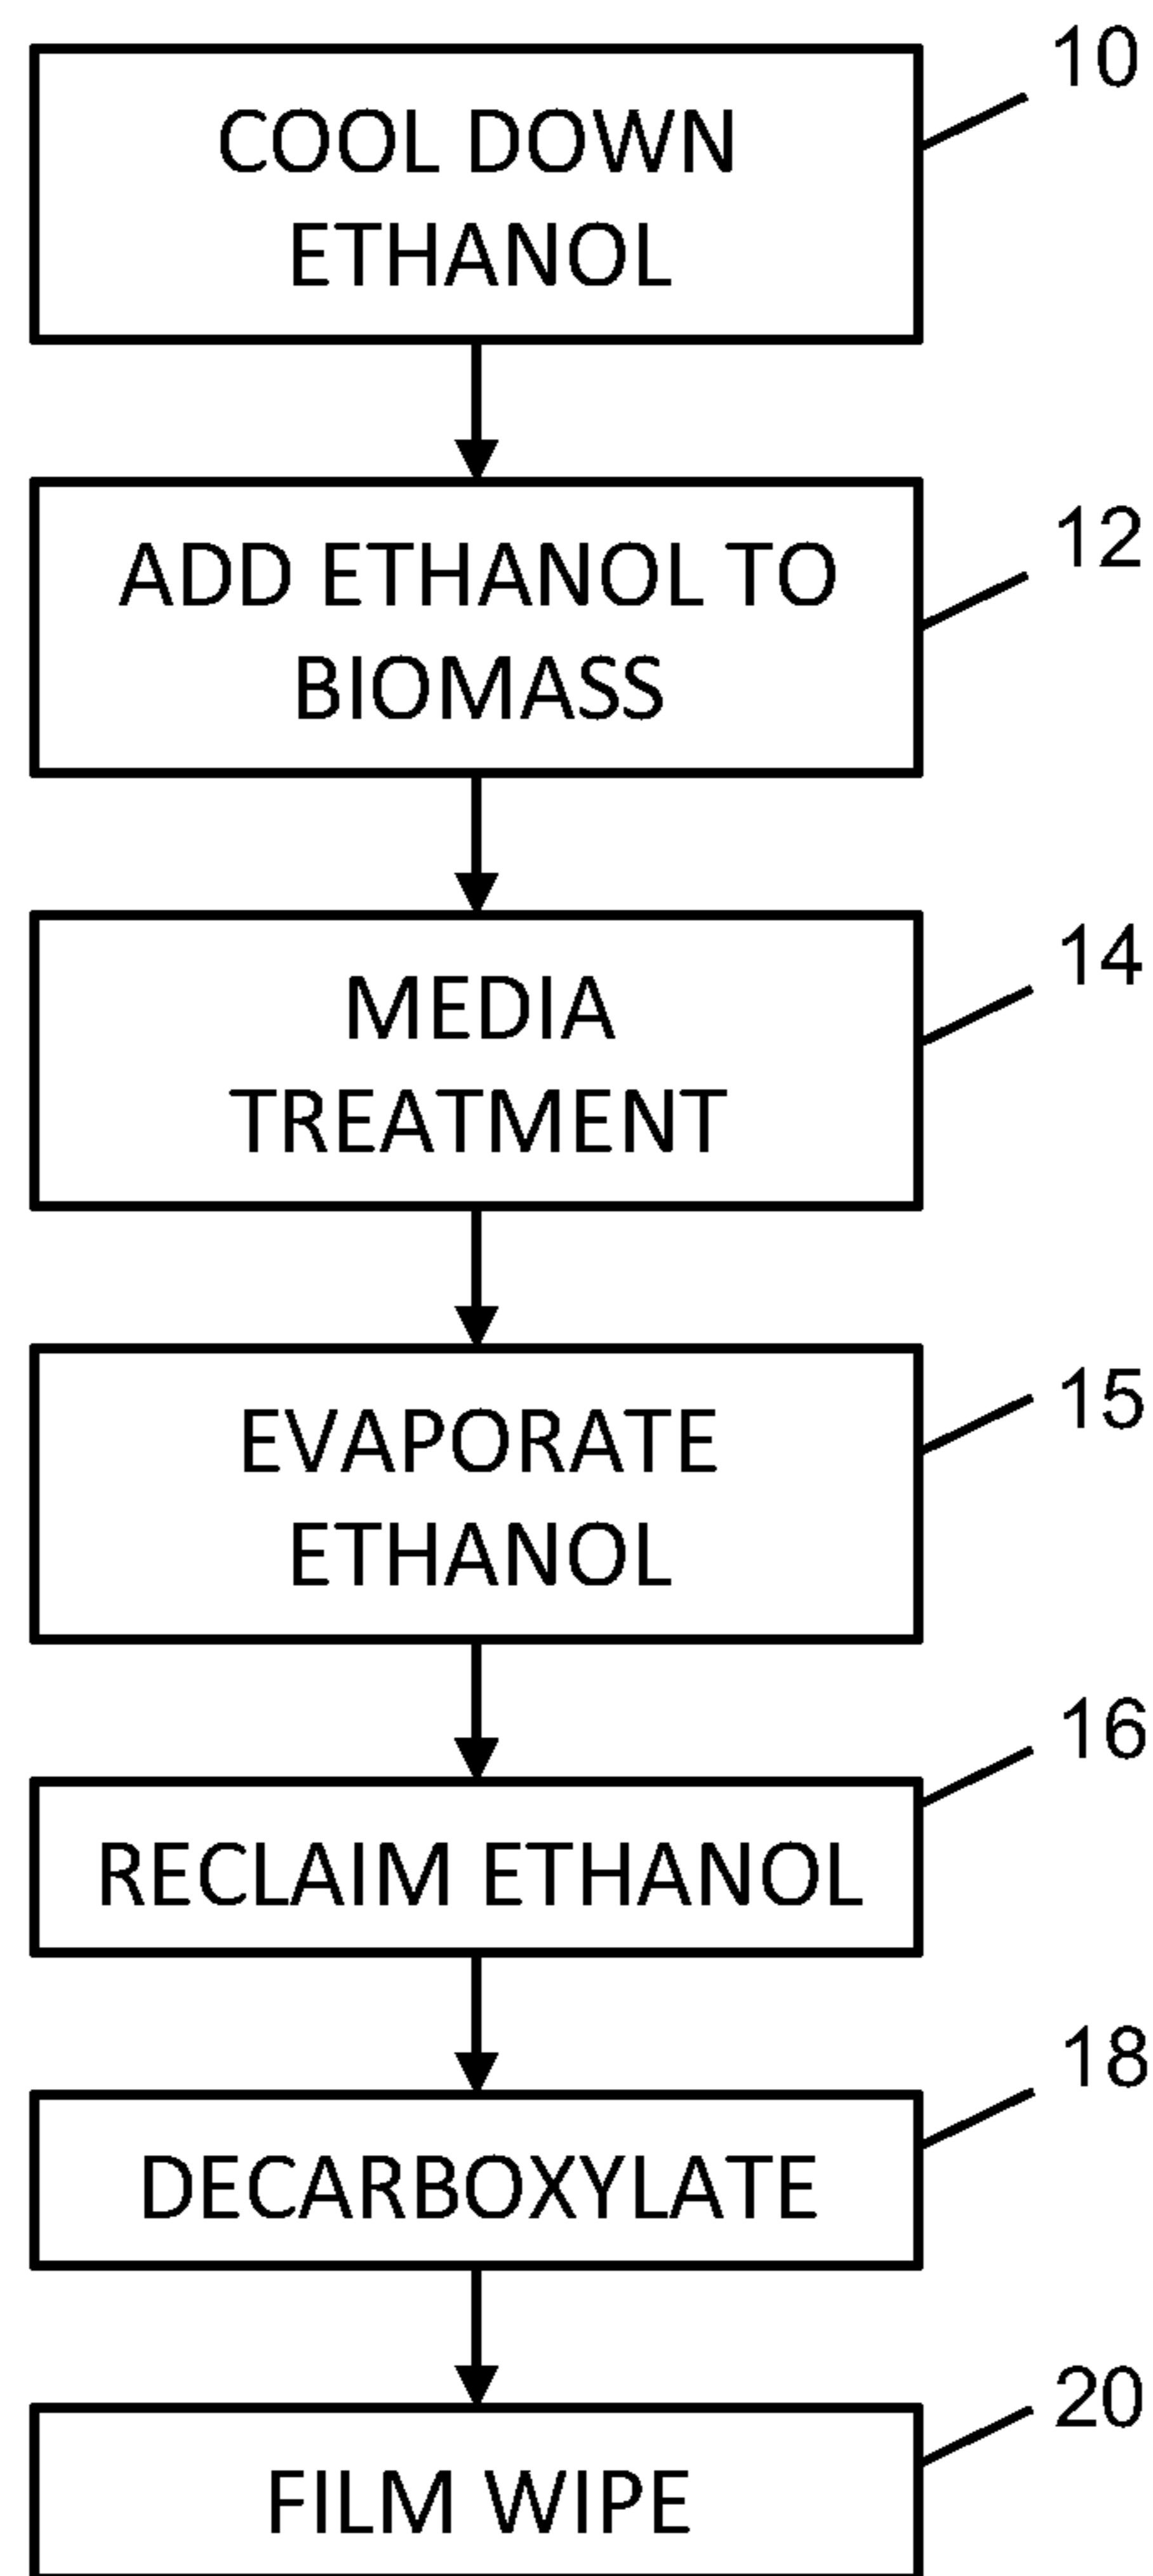 10
COOL DOWN
ETHANOL
12
ADD ETHANOL TO
BIOMASS
14
MEDIA
TREATMENT
15
EVAPORATE
ETHANOL
16
RECLAIM ETHANOL
18
DECARBOXYLATE
20
FILM WIPE